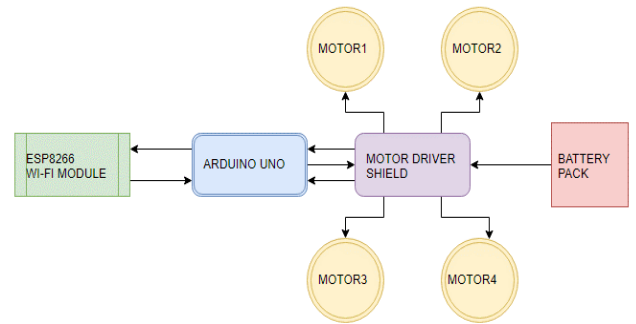 MOTOR1
MOTOR2
ESP8266
WI-FI MODULE
ARDUINO UNO
MOTOR DRIVER
SHIELD
BATTERY
PACK
MOTOR3
MOTOR4